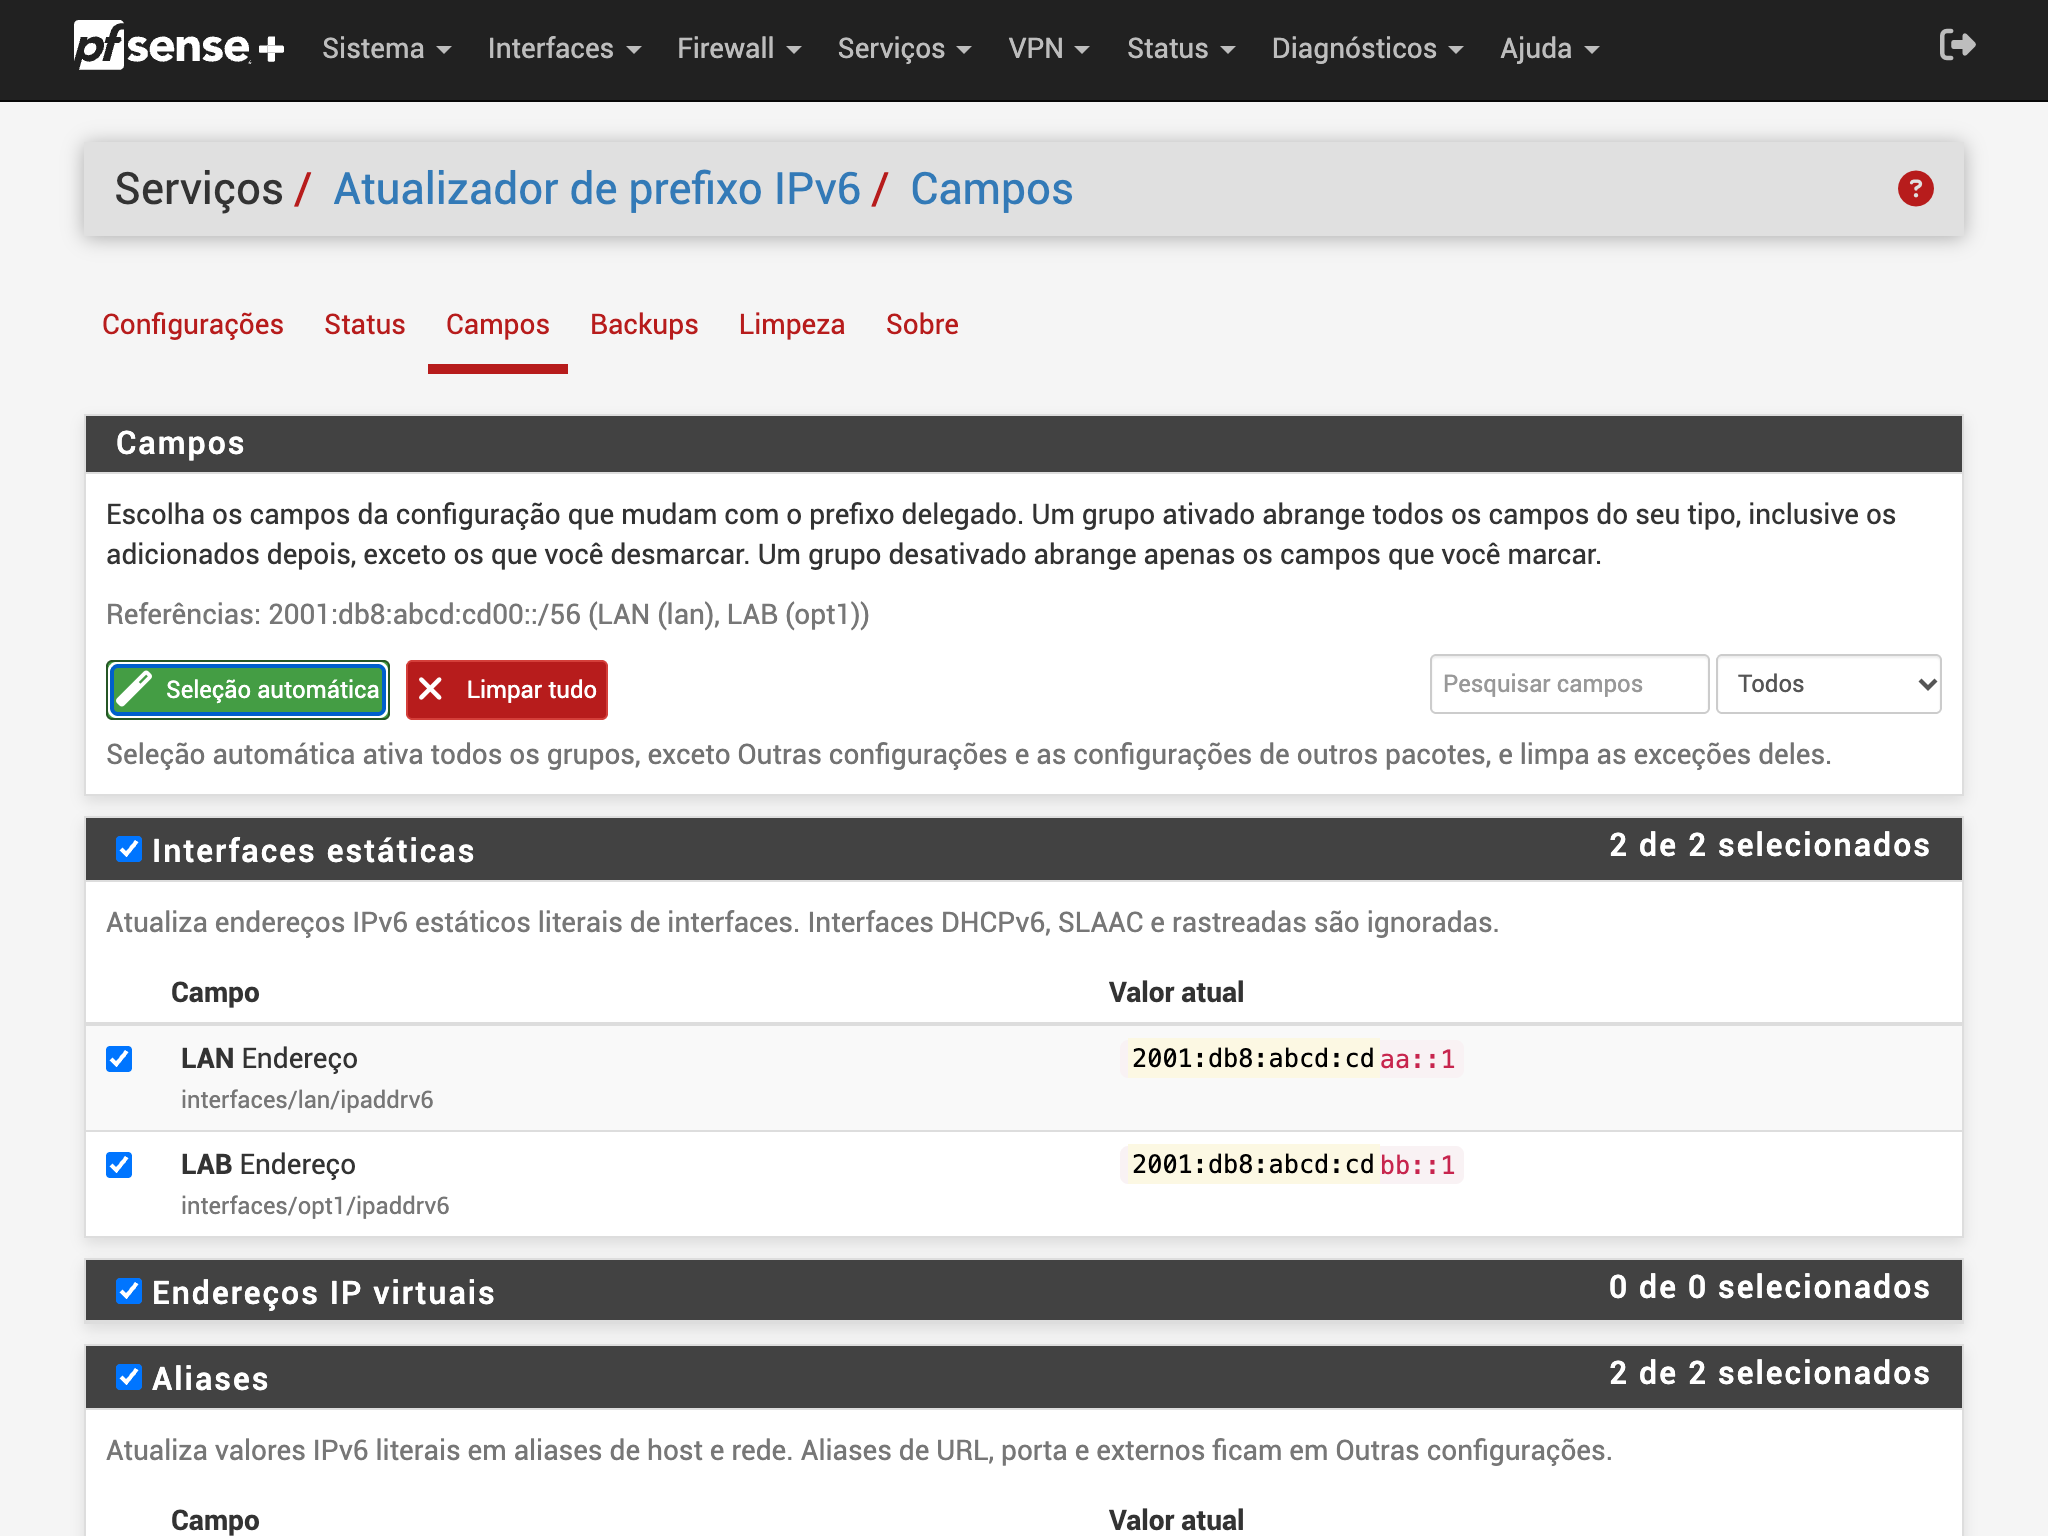 pfsense+ Sistema Interfaces Firewall Serviços VPN Status Diagnósticos Ajuda
Serviços / Atualizador de prefixo IPv6 / Campos
Configurações Status Campos Backups Limpeza Sobre
Campos
Escolha os campos da configuração que mudam com o prefixo delegado. Um grupo ativado abrange todos os campos do seu tipo, inclusive os
adicionados depois, exceto os que você desmarcar. Um grupo desativado abrange apenas os campos que você marcar.
Referências: 2001:db8:abcd:cd00::/56 (LAN (lan), LAB (opt1))
Seleção automática Limpar tudo Pesquisar campos Todos
Seleção automática ativa todos os grupos, exceto Outras configurações e as configurações de outros pacotes, e limpa as exceções deles.
Interfaces estáticas 2 de 2 selecionados
Atualiza endereços IPv6 estáticos literais de interfaces. Interfaces DHCPv6, SLAAC e rastreadas são ignoradas.
Campo Valor atual
LAN Endereço 2001:db8:abcd:cdaa::1
interfaces/lan/ipaddrv6
LAB Endereço 2001:db8:abcd:cdbb::1
interfaces/opt1/ipaddrv6
Endereços IP virtuais 0 de 0 selecionados
Aliases 2 de 2 selecionados
Atualiza valores IPv6 literais em aliases de host e rede. Aliases de URL, porta e externos ficam em Outras configurações.
Campo Valor atual